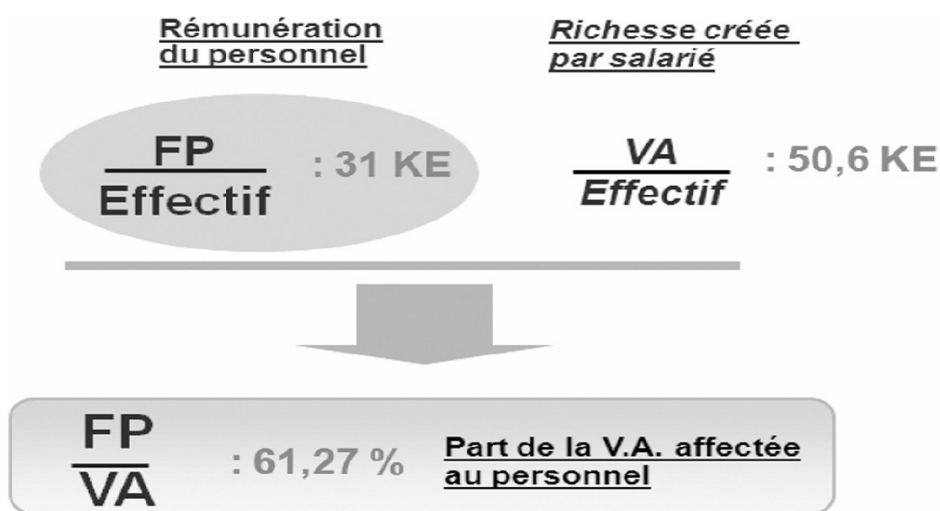 Rémunération
du personnel
Richesse créée
par salarié
FP
Effectif
: 31 KE
VA
Effectif
: 50,6 KE
FP
VA
: 61,27 %
Part de la V.A. affectée
au personnel